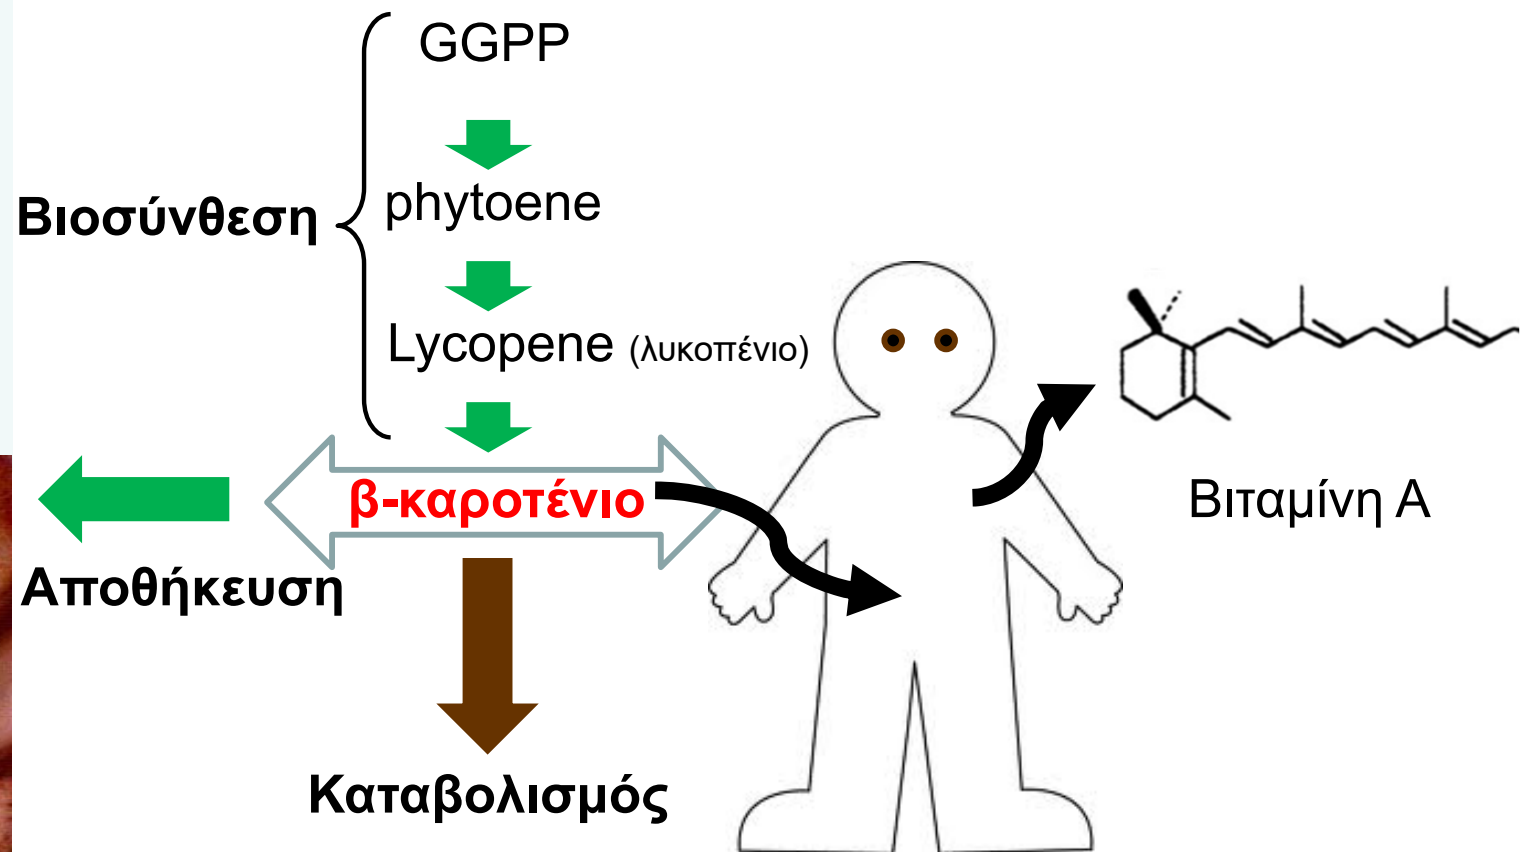 GGPP
phytoene
Βιοσύνθεση
Lycopene (λυκοπένιο)
β-καροτένιο
Βιταμίνη Α
Αποθήκευση
Καταβολισμός